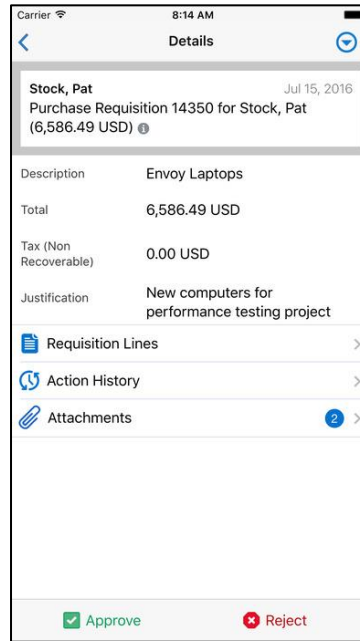 Carrier 8:14 AM
Details
Stock, Pat Jul 15, 2016
Purchase Requisition 14350 for Stock, Pat
(6,586.49 USD)
Description Envoy Laptops
Total 6,586.49 USD
Tax (Non
Recoverable) 0.00 USD
Justification New computers for
performance testing project
Requisition Lines
Action History
Attachments 2
Approve Reject